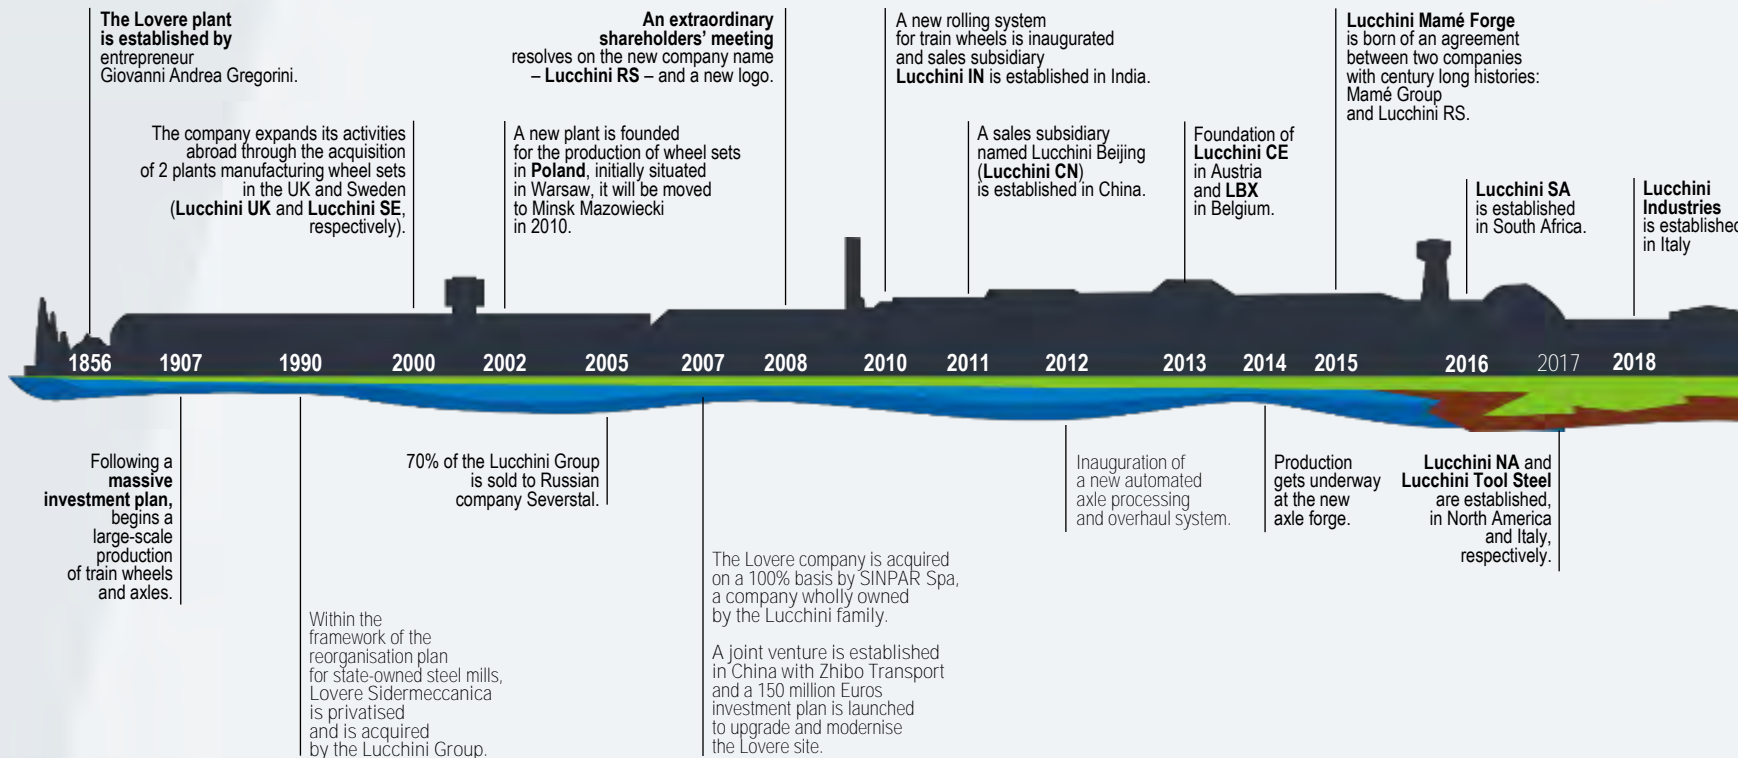 The Lovere plant
is established by
entrepreneur
Giovanni Andrea Gregorini.
An extraordinary
shareholders' meeting
resolves on the new company name
– Lucchini RS – and a new logo.
A new rolling system
for train wheels is inaugurated
and sales subsidiary
Lucchini IN is established in India.
Lucchini Mamé Forge
is born of an agreement
between two companies
with century long histories:
Mamé Group
and Lucchini RS.
The company expands its activities
abroad through the acquisition
of 2 plants manufacturing wheel sets
in the UK and Sweden
(Lucchini UK and Lucchini SE,
respectively).
A new plant is founded
for the production of wheel sets
in Poland, initially situated
in Warsaw, it will be moved
to Minsk Mazowiecki
in 2010.
A sales subsidiary
named Lucchini Beijing
(Lucchini CN)
is established in China.
Foundation of
Lucchini CE
in Austria
and LBX
in Belgium.
Lucchini SA
is established
in South Africa.
Lucchini
Industries
is established
in Italy
1856 1907 1990 2000 2002 2005 2007 2008 2010 2011 2012 2013 2014 2015 2016 2017 2018
Following a
massive
investment plan,
begins a
large-scale
production
of train wheels
and axles.
70% of the Lucchini Group
is sold to Russian
company Severstal.
Inauguration of
a new automated
axle processing
and overhaul system.
Production
gets underway
at the new
axle forge.
Lucchini NA and
Lucchini Tool Steel
are established,
in North America
and Italy,
respectively.
Within the
framework of the
reorganisation plan
for state-owned steel mills,
Lovere Sidermeccanica
is privatised
and is acquired
by the Lucchini Group.
The Lovere company is acquired
on a 100% basis by SINPAR Spa,
a company wholly owned
by the Lucchini family.
A joint venture is established
in China with Zhibo Transport
and a 150 million Euros
investment plan is launched
to upgrade and modernise
the Lovere site.